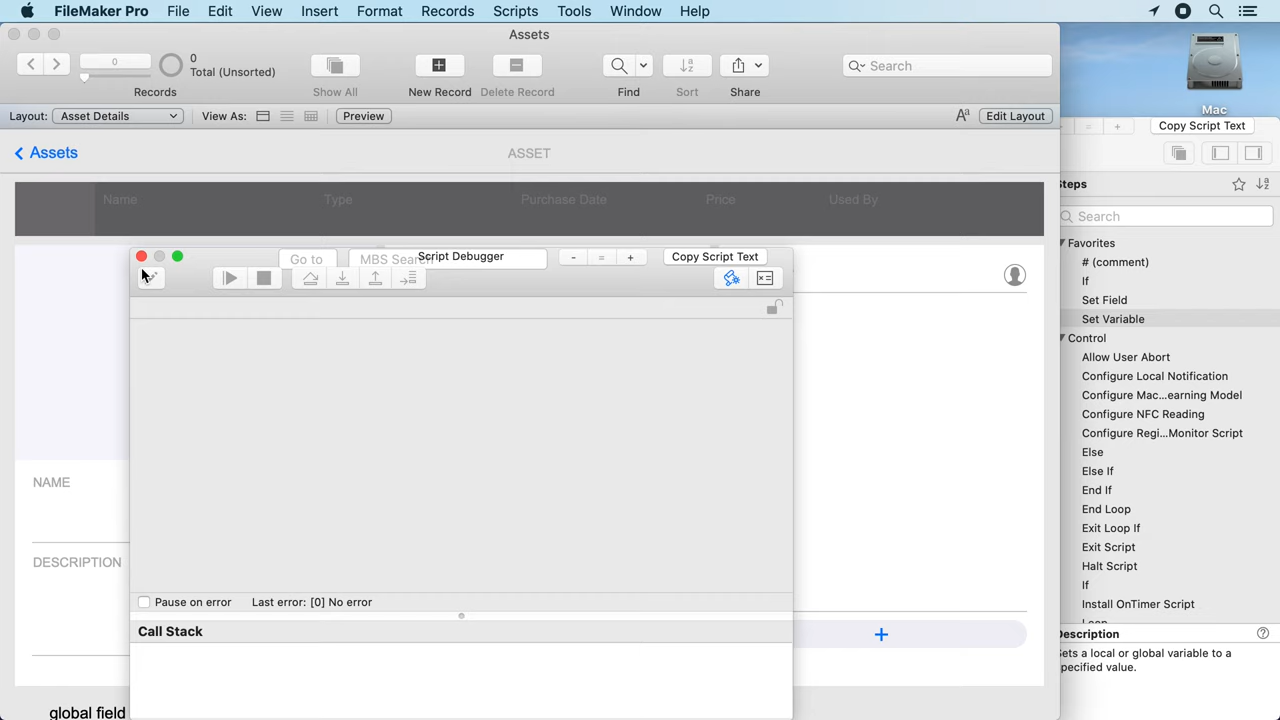 FileMaker Pro File Edit View Insert Format Records Scripts Tools Window Help
Assets
0
0
Total (Unsorted)
Search
Records Show All New Record Delete Record Find Sort Share
Mac
Layout: Asset Details View As: Preview Aª Edit Layout
= + Copy Script Text
Assets
ASSET
Name Type Purchase Date Price Used By
Steps
Search
Favorites
# (comment)
If
Set Field
Set Variable
Control
Allow User Abort
Configure Local Notification
Configure Mac...earning Model
Configure NFC Reading
Configure Regi...Monitor Script
Else
Else If
End If
End Loop
Exit Loop If
Exit Script
Halt Script
If
Install OnTimer Script
Loop
Description
Sets a local or global variable to a
specified value.
Go to MBS Search Script Debugger - = + Copy Script Text
Pause on error Last error: [0] No error
Call Stack
NAME
DESCRIPTION
+
global field